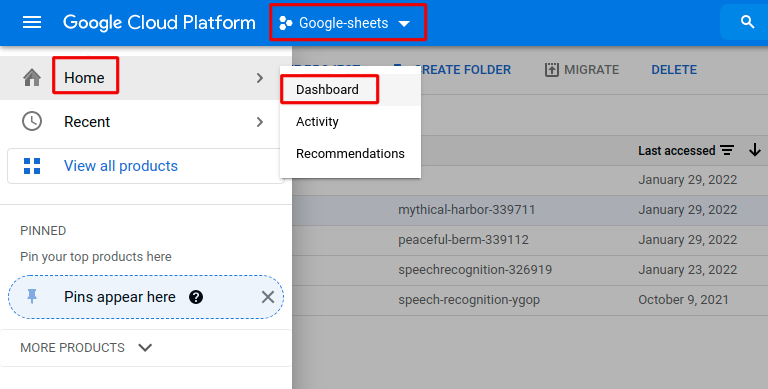 Google Cloud Platform
Google-sheets
Home
Recent
View all products
PINNED
Pin your top products here
Pins appear here ?
MORE PRODUCTS
Dashboard
Activity
Recommendations
CREATE FOLDER
MIGRATE
DELETE
Last accessed
January 29, 2022
mythical-harbor-339711 January 29, 2022
peaceful-berm-339112 January 29, 2022
speechrecognition-326919 January 23, 2022
speech-recognition-ygop October 9, 2021